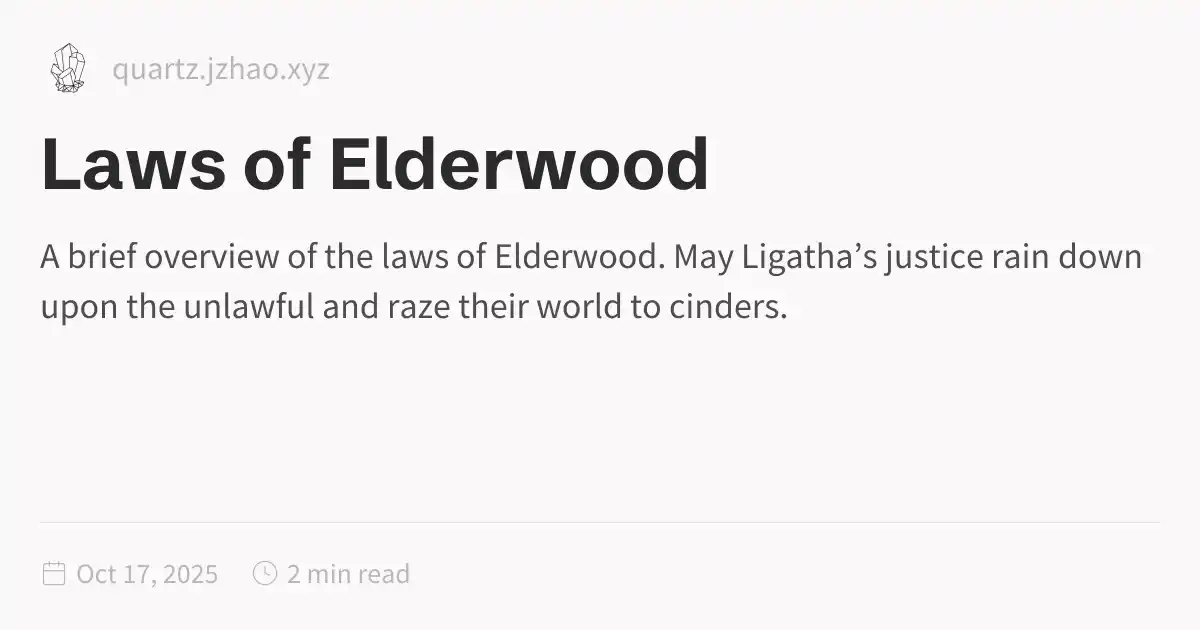 quartz.jzhao.xyz
Laws of Elderwood
A brief overview of the laws of Elderwood. May Ligatha’s justice rain down
upon the unlawful and raze their world to cinders.
Oct 17, 2025 2 min read